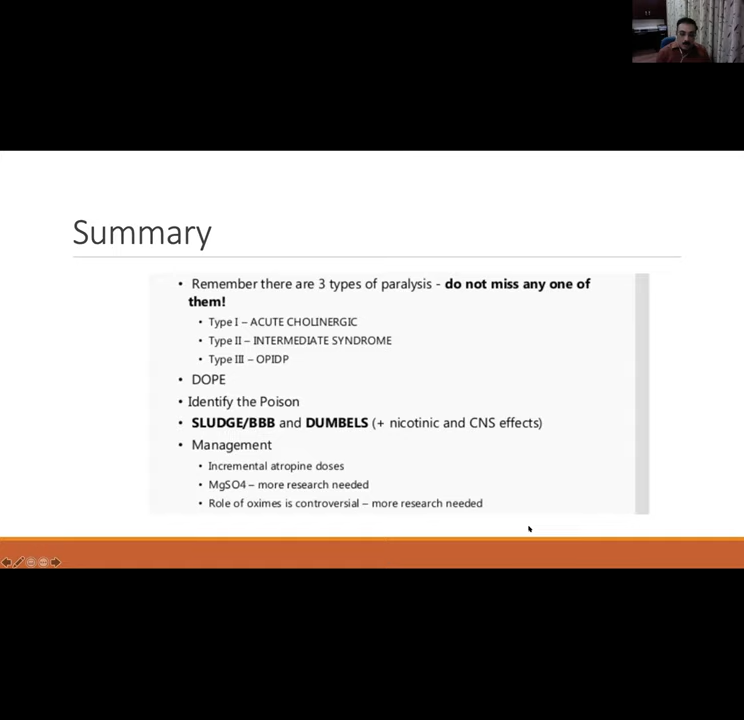 Summary
• Remember there are 3 types of paralysis - do not miss any one of
them!
• Type I – ACUTE CHOLINERGIC
• Type II – INTERMEDIATE SYNDROME
• Type III – OPIDP
• DOPE
• Identify the Poison
• SLUDGE/BBB and DUMBELS (+ nicotinic and CNS effects)
• Management
• Incremental atropine doses
• MgSO4 – more research needed
• Role of oximes is controversial – more research needed